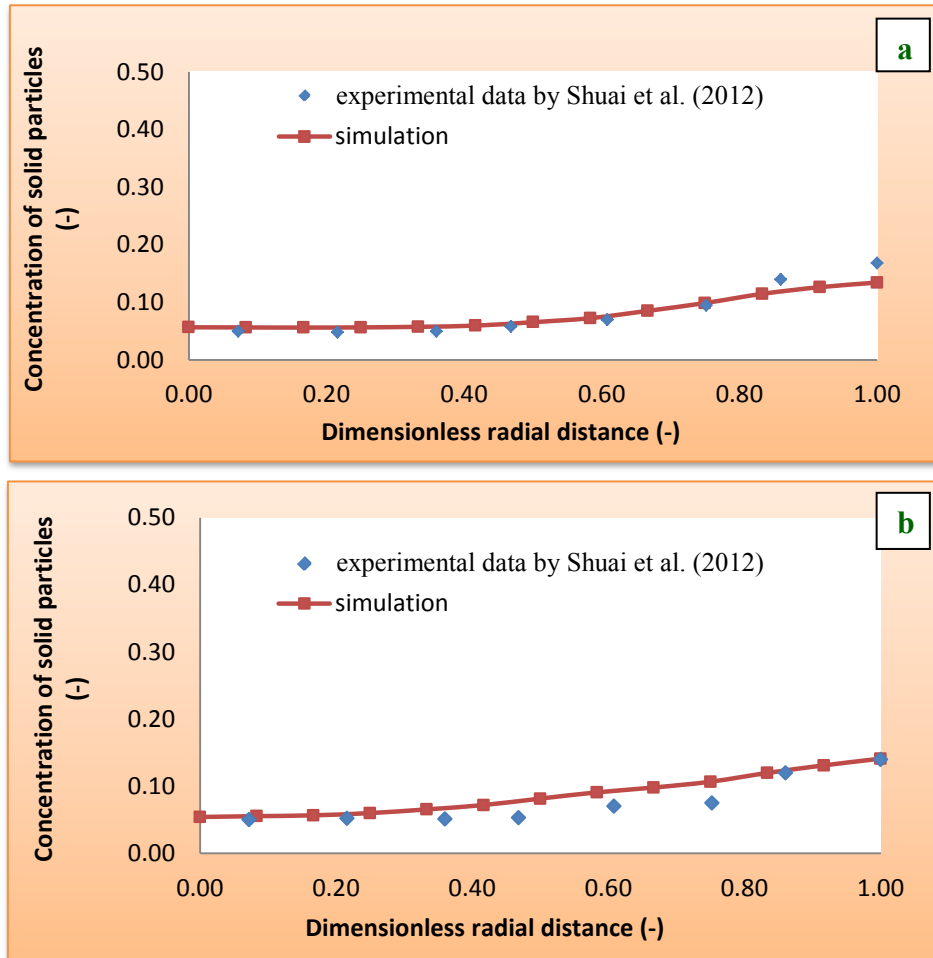 a
Concentration of solid particles
(-)
0.50
0.40
0.30
0.20
0.10
0.00
experimental data by Shuai et al. (2012)
simulation
0.00 0.20 0.40 0.60 0.80 1.00
Dimensionless radial distance (-)
b
Concentration of solid particles
(-)
0.50
0.40
0.30
0.20
0.10
0.00
experimental data by Shuai et al. (2012)
simulation
0.00 0.20 0.40 0.60 0.80 1.00
Dimensionless radial distance (-)